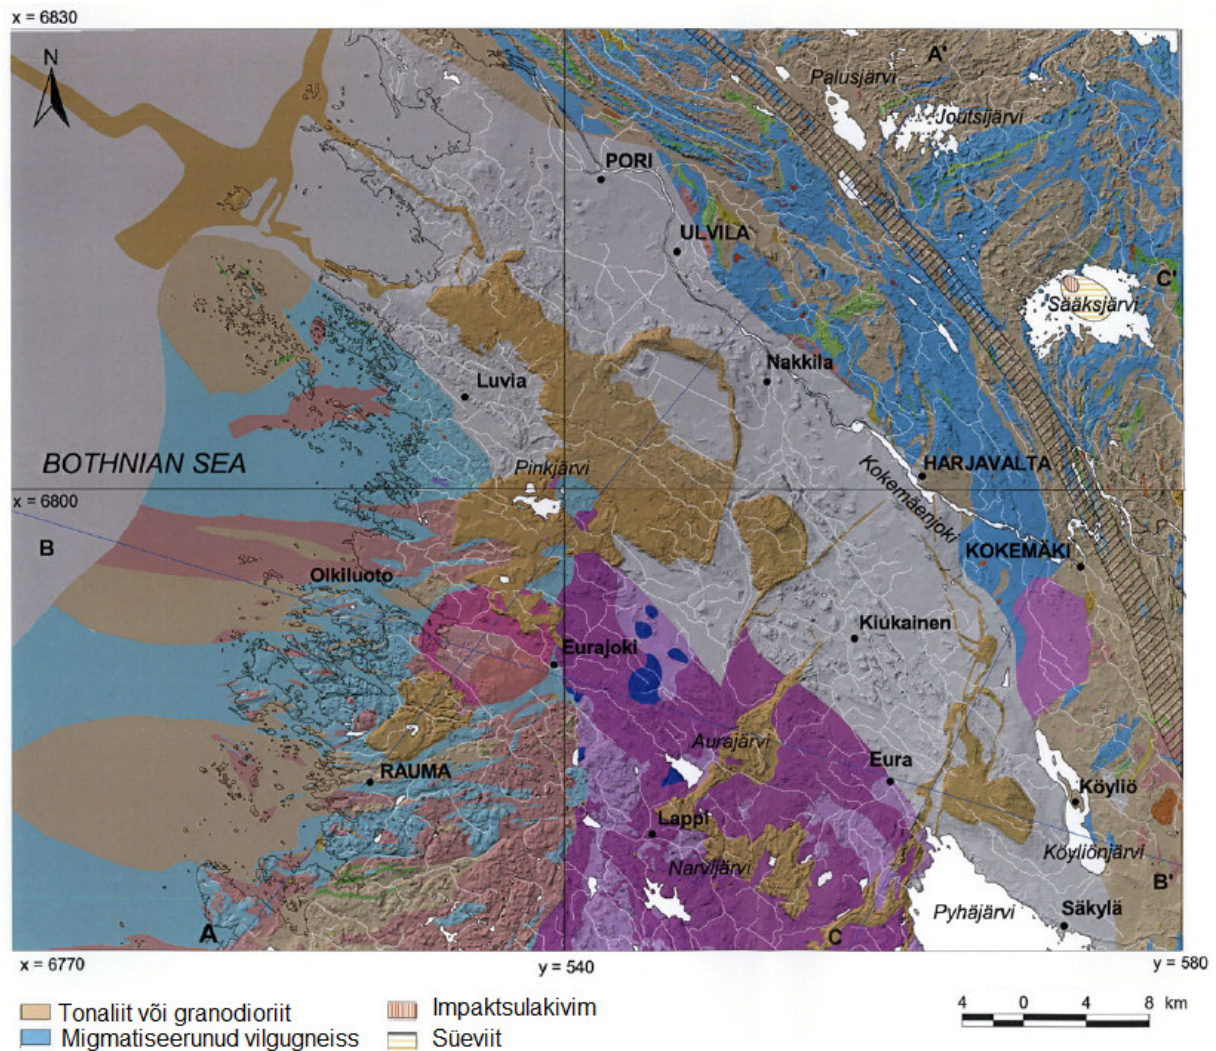 x = 6830
N
A'
Palusjärvi
Joutsijärvi
PORI
ULVILA
C'
Sääksjärvi
Nakkila
Luvia
BOTHNIAN SEA
Pinkjärvi
HARJAVALTA
Kokemäenjoki
x = 6800
B
KOKEMÄKI
Olkiluoto
Kiukainen
Eurajoki
Aurajärvi
Eura
RAUMA
Köyliö
Lappi
Köyliönjärvi
Narvijärvi
B'
Pyhäjärvi
Säkylä
A
C
x = 6770
y = 540
y = 580
Tonaliit või granodioriit
Impaktsulakivim
4 0 4 8 km
Migmatiseerunud vilgugneiss
Süeviit